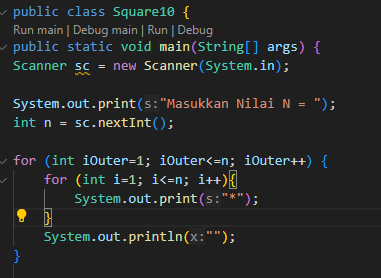 public class Square10 {
Run main | Debug main | Run | Debug
public static void main(String[] args) {
Scanner sc = new Scanner(System.in);
System.out.print(s:"Masukkan Nilai N = ");
int n = sc.nextInt();
for (int iOuter=1; iOuter<=n; iOuter++) {
for (int i=1; i<=n; i++){
System.out.print(s:"*");
}
System.out.println(x:"");
}